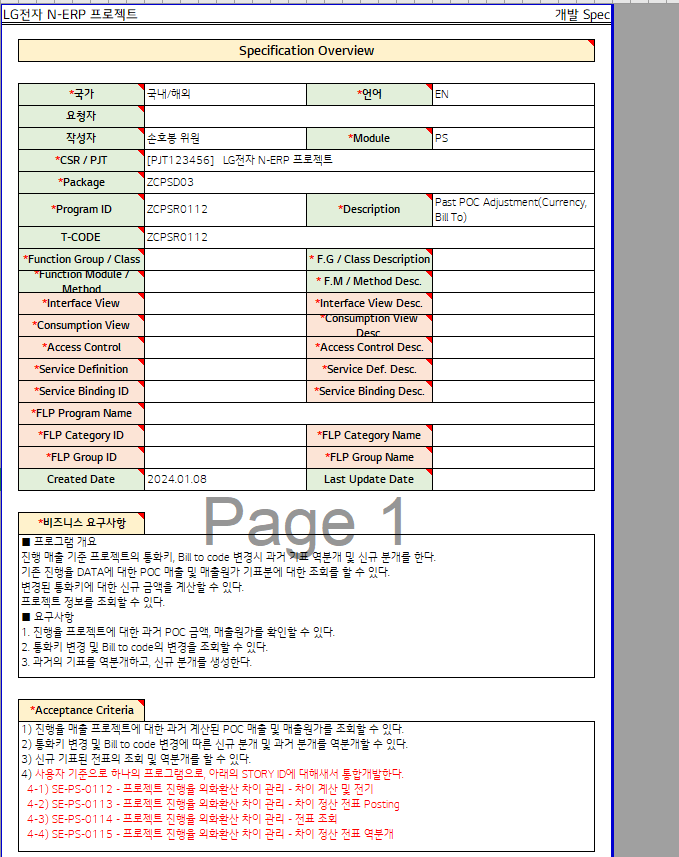 LG전자 N-ERP 프로젝트 개발 Spec
Specification Overview
*국가 국내/해외 *언어 EN
요청자
작성자 손호봉 위원 *Module PS
*CSR / PJT [PJT123456] LG전자 N-ERP 프로젝트
*Package ZCPSD03
*Program ID ZCPSR0112 *Description Past POC Adjustment(Currency,
Bill To)
T-CODE ZCPSR0112
*Function Group / Class * F.G / Class Description
*Function Module /
Method * F.M / Method Desc.
*Interface View *Interface View Desc.
*Consumption View *Consumption View
Desc
*Access Control *Access Control Desc.
*Service Definition *Service Def. Desc.
*Service Binding ID *Service Binding Desc.
*FLP Program Name
*FLP Category ID *FLP Category Name
*FLP Group ID *FLP Group Name
Created Date 2024.01.08 Last Update Date
Page 1
*비즈니스 요구사항
■ 프로그램 개요
진행 매출 기준 프로젝트의 통화키, Bill to code 변경시 과거 기표 역분개 및 신규 분개를 한다.
기존 진행율 DATA에 대한 POC 매출 및 매출원가 기표분에 대한 조회를 할 수 있다.
변경된 통화키에 대한 신규 금액을 계산할 수 있다.
프로젝트 정보를 조회할 수 있다.
■ 요구사항
1. 진행율 프로젝트에 대한 과거 POC 금액, 매출원가를 확인할 수 있다.
2. 통화키 변경 및 Bill to code의 변경을 조회할 수 있다.
3. 과거의 기표를 역분개하고, 신규 분개를 생성한다.
*Acceptance Criteria
1) 진행율 매출 프로젝트에 대한 과거 계산된 POC 매출 및 매출원가를 조회할 수 있다.
2) 통화키 변경 및 Bill to code 변경에 따른 신규 분개 및 과거 분개를 역분개할 수 있다.
3) 신규 기표된 전표의 조회 및 역분개를 할 수 있다.
4) 사용자 기준으로 하나의 프로그램으로, 아래의 STORY ID에 대해새서 통합개발한다.
4-1) SE-PS-0112 - 프로젝트 진행율 외화환산 차이 관리 - 차이 계산 및 전기
4-2) SE-PS-0113 - 프로젝트 진행율 외화환산 차이 관리 - 차이 정산 전표 Posting
4-3) SE-PS-0114 - 프로젝트 진행율 외화환산 차이 관리 - 전표 조회
4-4) SE-PS-0115 - 프로젝트 진행율 외화환산 차이 관리 - 차이 정산 전표 역분개